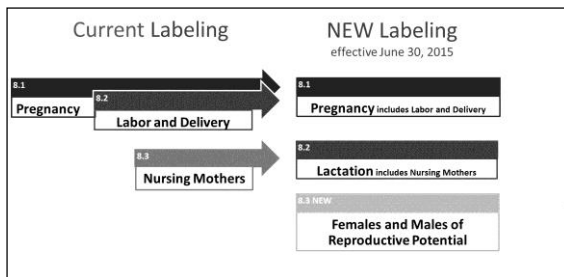 Current Labeling
NEW Labeling
effective June 30, 2015
8.1
Pregnancy
8.2
Labor and Delivery
8.3
Nursing Mothers
8.1
Pregnancy includes Labor and Delivery
8.2
Lactation includes Nursing Mothers
8.3 NEW
Females and Males of
Reproductive Potential